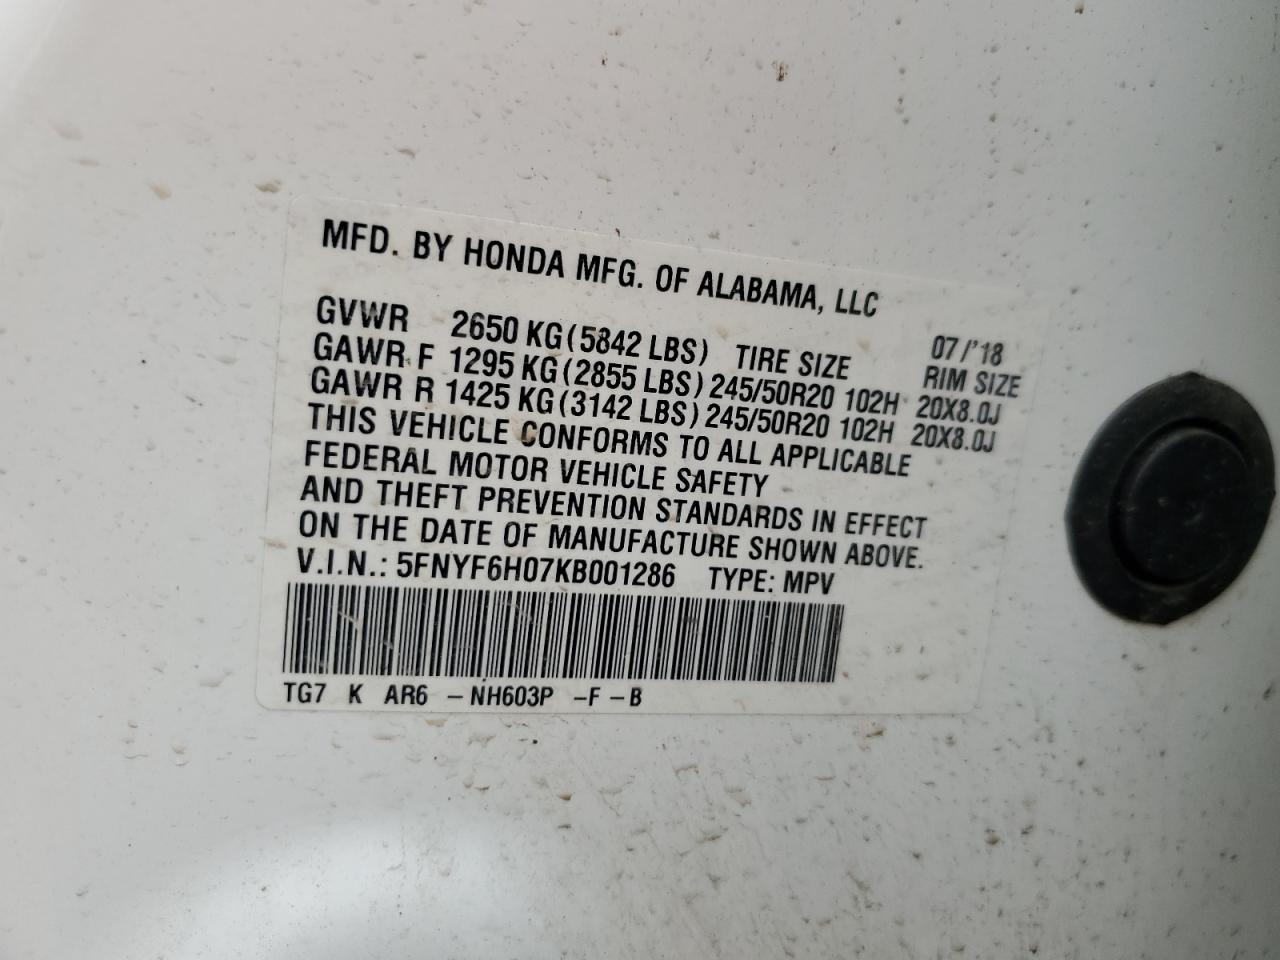 MFD. BY HONDA MFG. OF ALABAMA, LLC
07/'18
GVWR 2650 KG(5842 LBS) TIRE SIZE RIM SIZE
GAWR F 1295 KG(2855 LBS) 245/50R20 102H 20X8.0J
GAWR R 1425 KG(3142 LBS) 245/50R20 102H 20X8.0J
THIS VEHICLE CONFORMS TO ALL APPLICABLE
FEDERAL MOTOR VEHICLE SAFETY
AND THEFT PREVENTION STANDARDS IN EFFECT
ON THE DATE OF MANUFACTURE SHOWN ABOVE.
V.I.N.: 5FNYF6H07KB001286 TYPE: MPV
TG7 K AR6 -NH603P -F-B